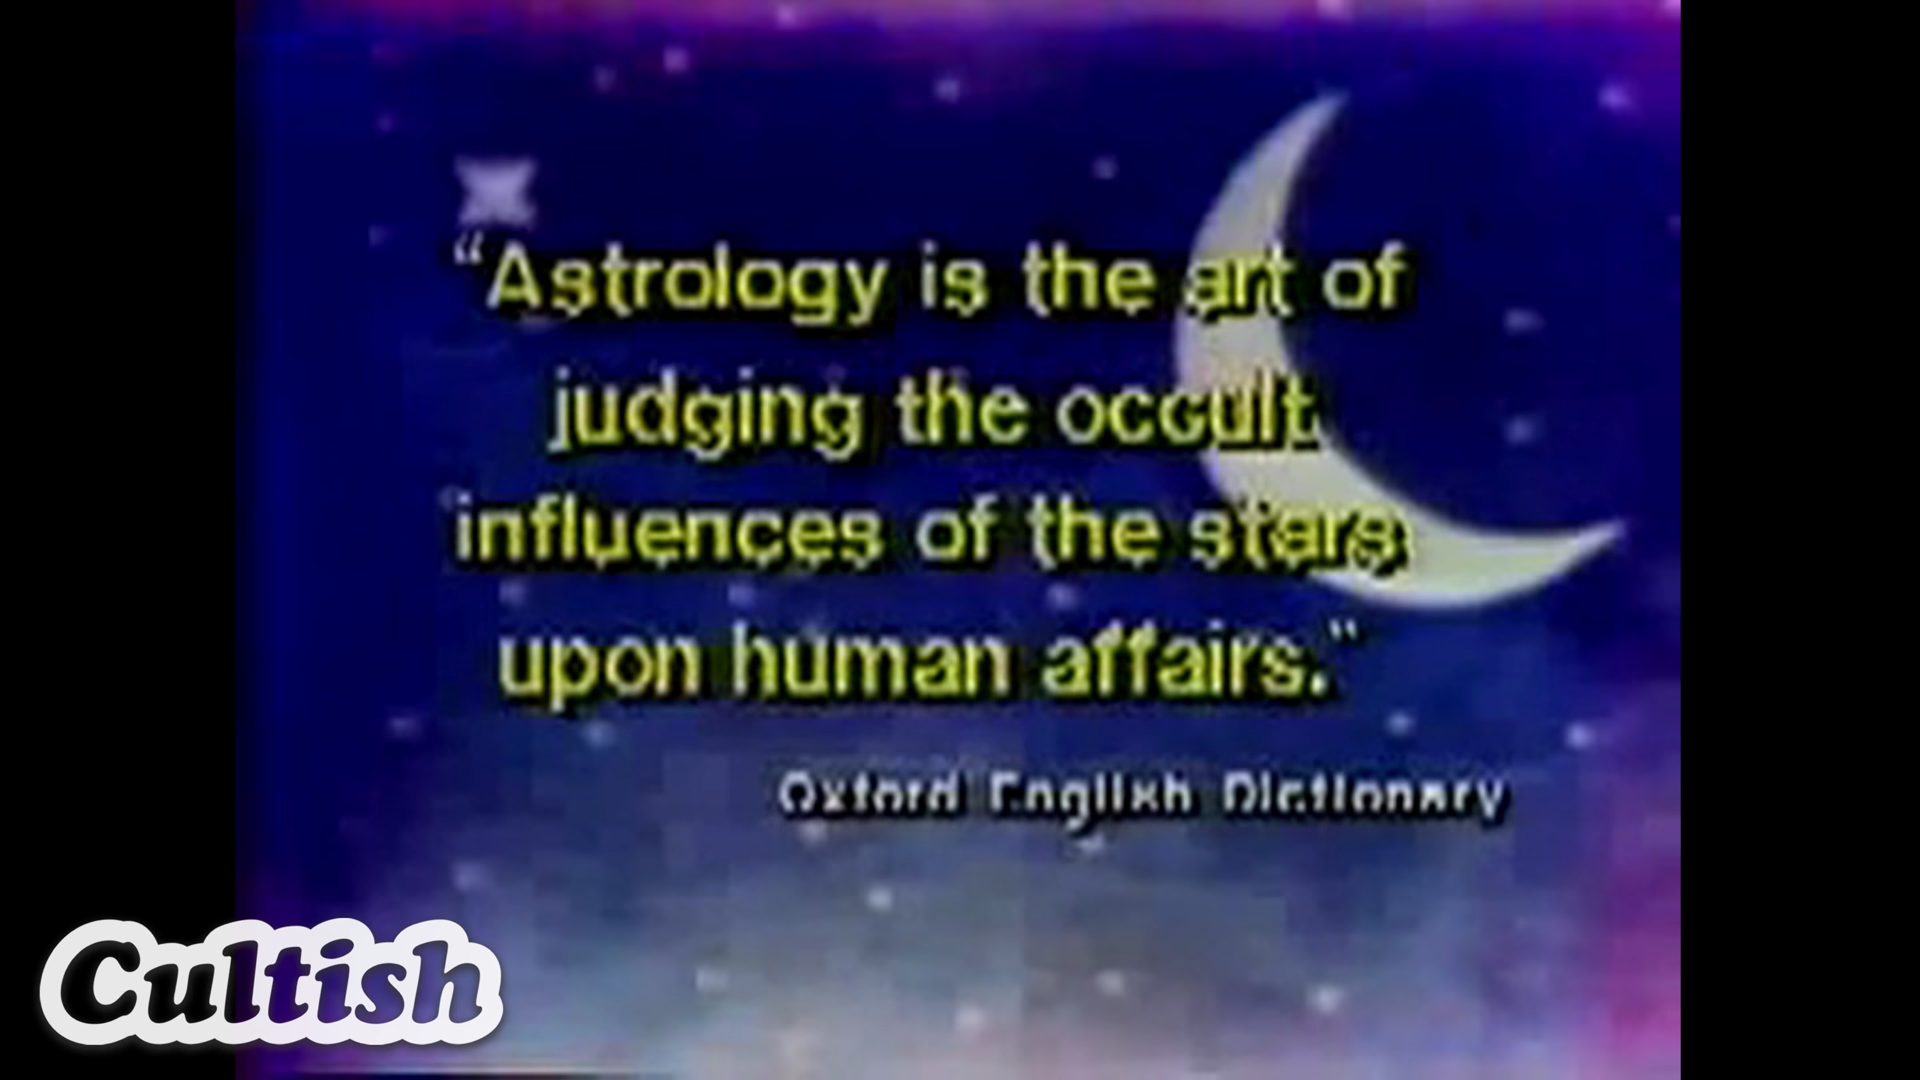 “Astrology is the art of
judging the occult
influences of the stars
upon human affairs.”
Oxford English Dictionary
Cultish